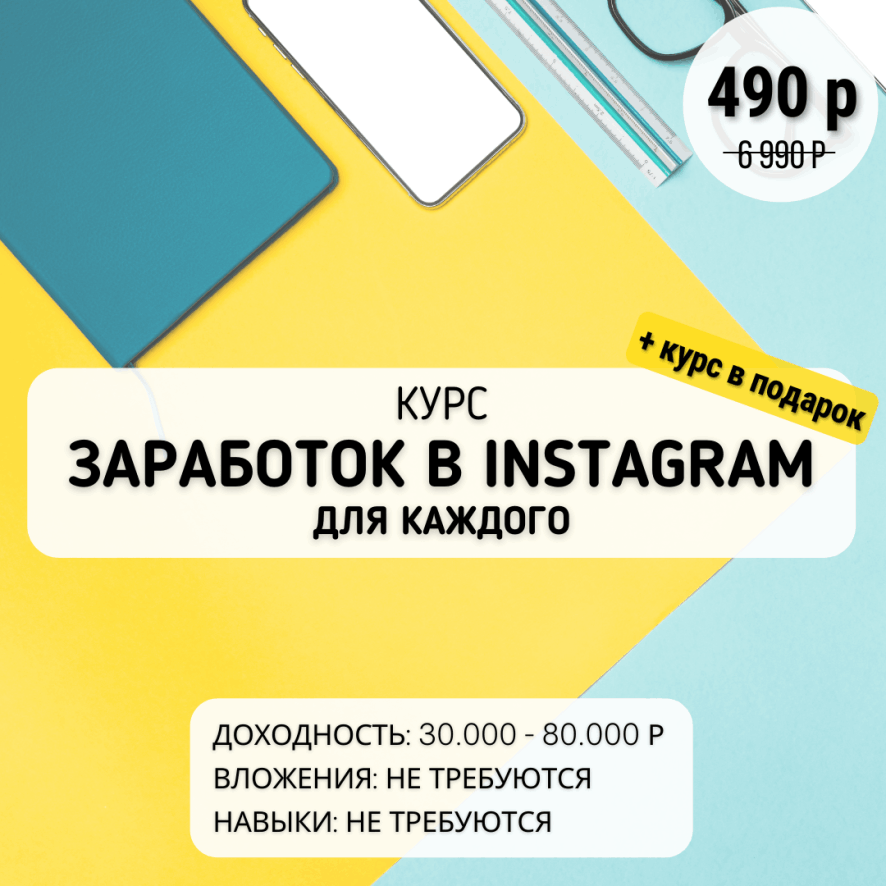 490 р
6 990 Р
+ курс в подарок
КУРС
ЗАРАБОТОК В INSTAGRAM
ДЛЯ КАЖДОГО
ДОХОДНОСТЬ: 30.000 - 80.000 Р
ВЛОЖЕНИЯ: НЕ ТРЕБУЮТСЯ
НАВЫКИ: НЕ ТРЕБУЮТСЯ